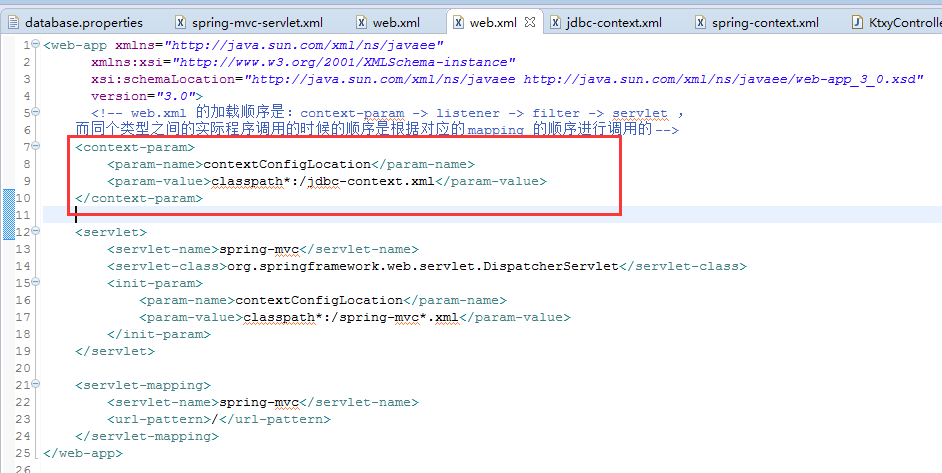 database.properties spring-mvc-servlet.xml web.xml web.xml jdbc-context.xml spring-context.xml KtxyControlle
1 <web-app xmlns="http://java.sun.com/xml/ns/javaee"
2 xmlns:xsi="http://www.w3.org/2001/XMLSchema-instance"
3 xsi:schemaLocation="http://java.sun.com/xml/ns/javaee http://java.sun.com/xml/ns/javaee/web-app_3_0.xsd"
4 version="3.0">
5 <!-- web.xml 的加载顺序是: context-param -> listener -> filter -> servlet ,
6 而同个类型之间的实际程序调用的时候的顺序是根据对应的mapping 的顺序进行调用的-->
7 <context-param>
8 <param-name>contextConfigLocation</param-name>
9 <param-value>classpath*:/jdbc-context.xml</param-value>
10 </context-param>
11
12 <servlet>
13 <servlet-name>spring-mvc</servlet-name>
14 <servlet-class>org.springframework.web.servlet.DispatcherServlet</servlet-class>
15 <init-param>
16 <param-name>contextConfigLocation</param-name>
17 <param-value>classpath*:/spring-mvc*.xml</param-value>
18 </init-param>
19 </servlet>
20
21 <servlet-mapping>
22 <servlet-name>spring-mvc</servlet-name>
23 <url-pattern>/</url-pattern>
24 </servlet-mapping>
25 </web-app>
26